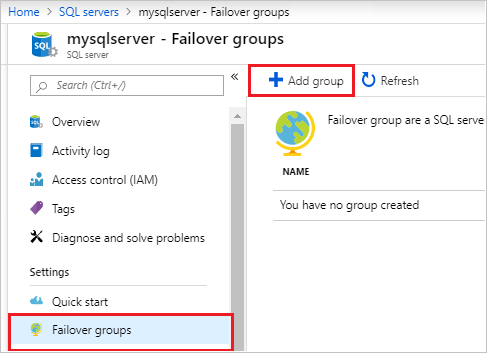 Home > SQL servers > mysqlserver - Failover groups
mysqlserver - Failover groups
SQL server
Search (Ctrl+/)
«
Overview
Activity log
Access control (IAM)
Tags
Diagnose and solve problems
Settings
Quick start
Failover groups
Add group
Refresh
Failover group are a SQL serve
NAME
You have no group created